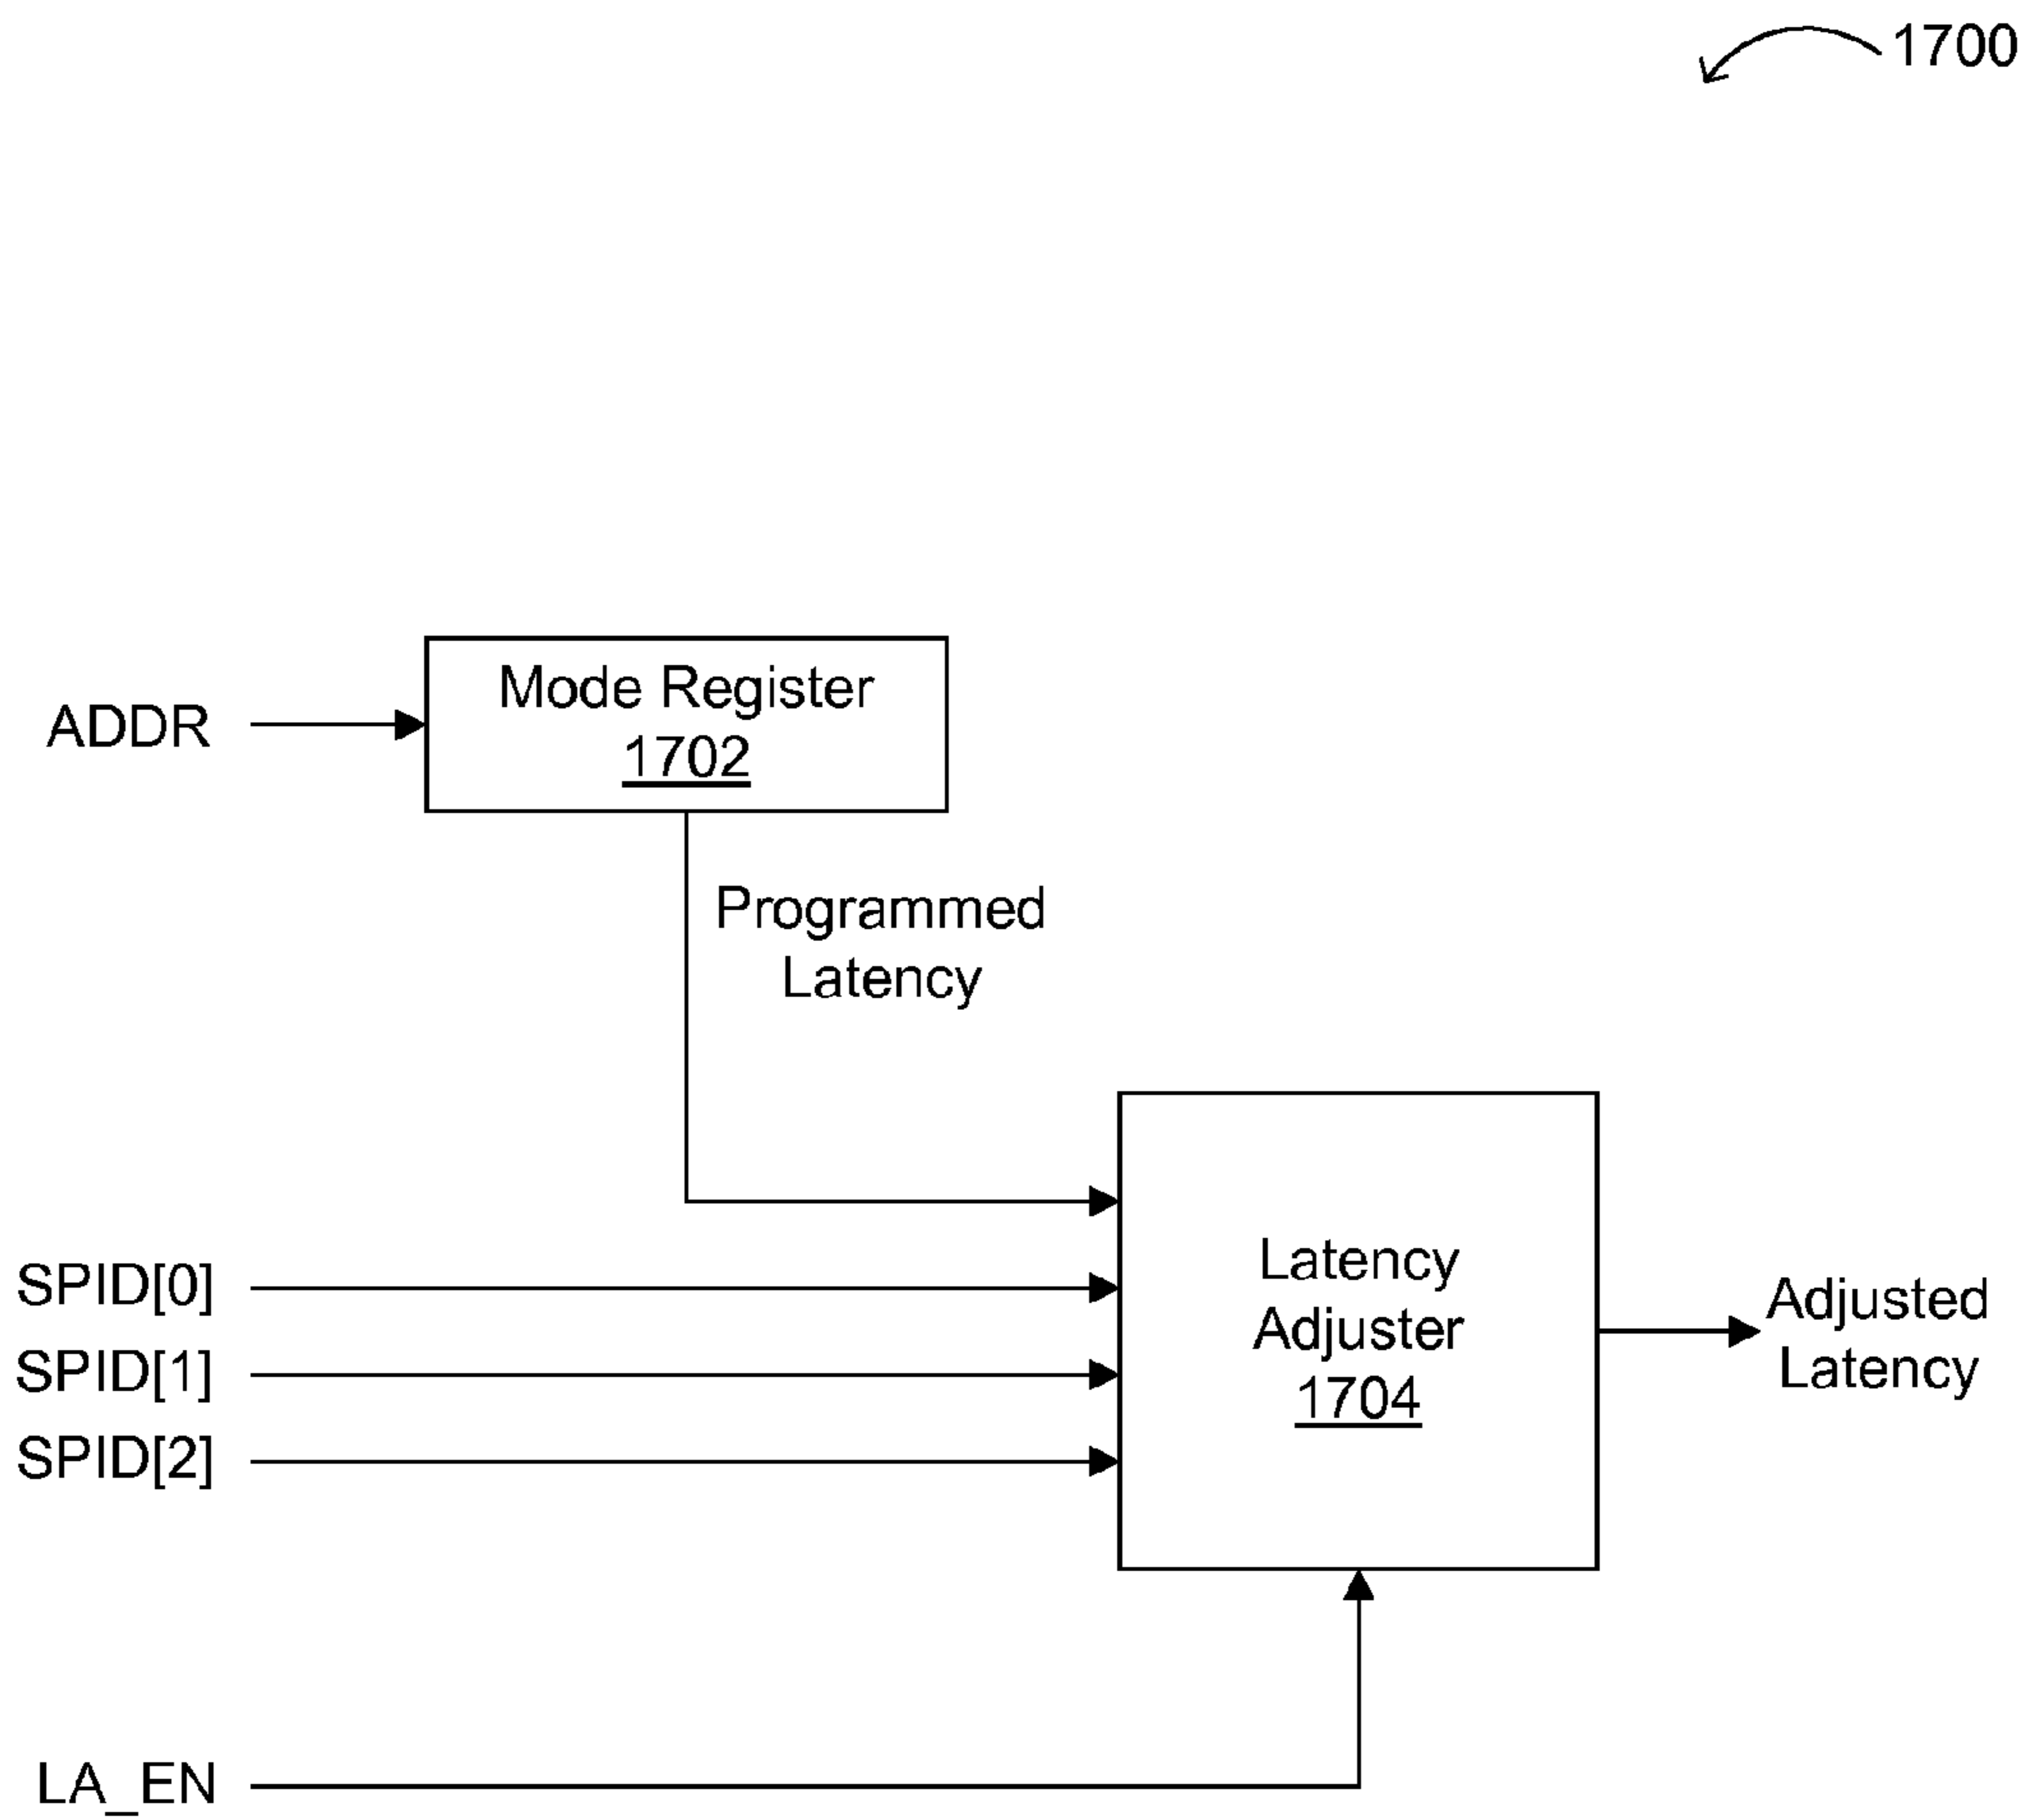 1700
Mode Register
1702
ADDR
Programmed
Latency
SPID[0]
SPID[1]
SPID[2]
Latency
Adjuster
1704
Adjusted
Latency
LA_EN